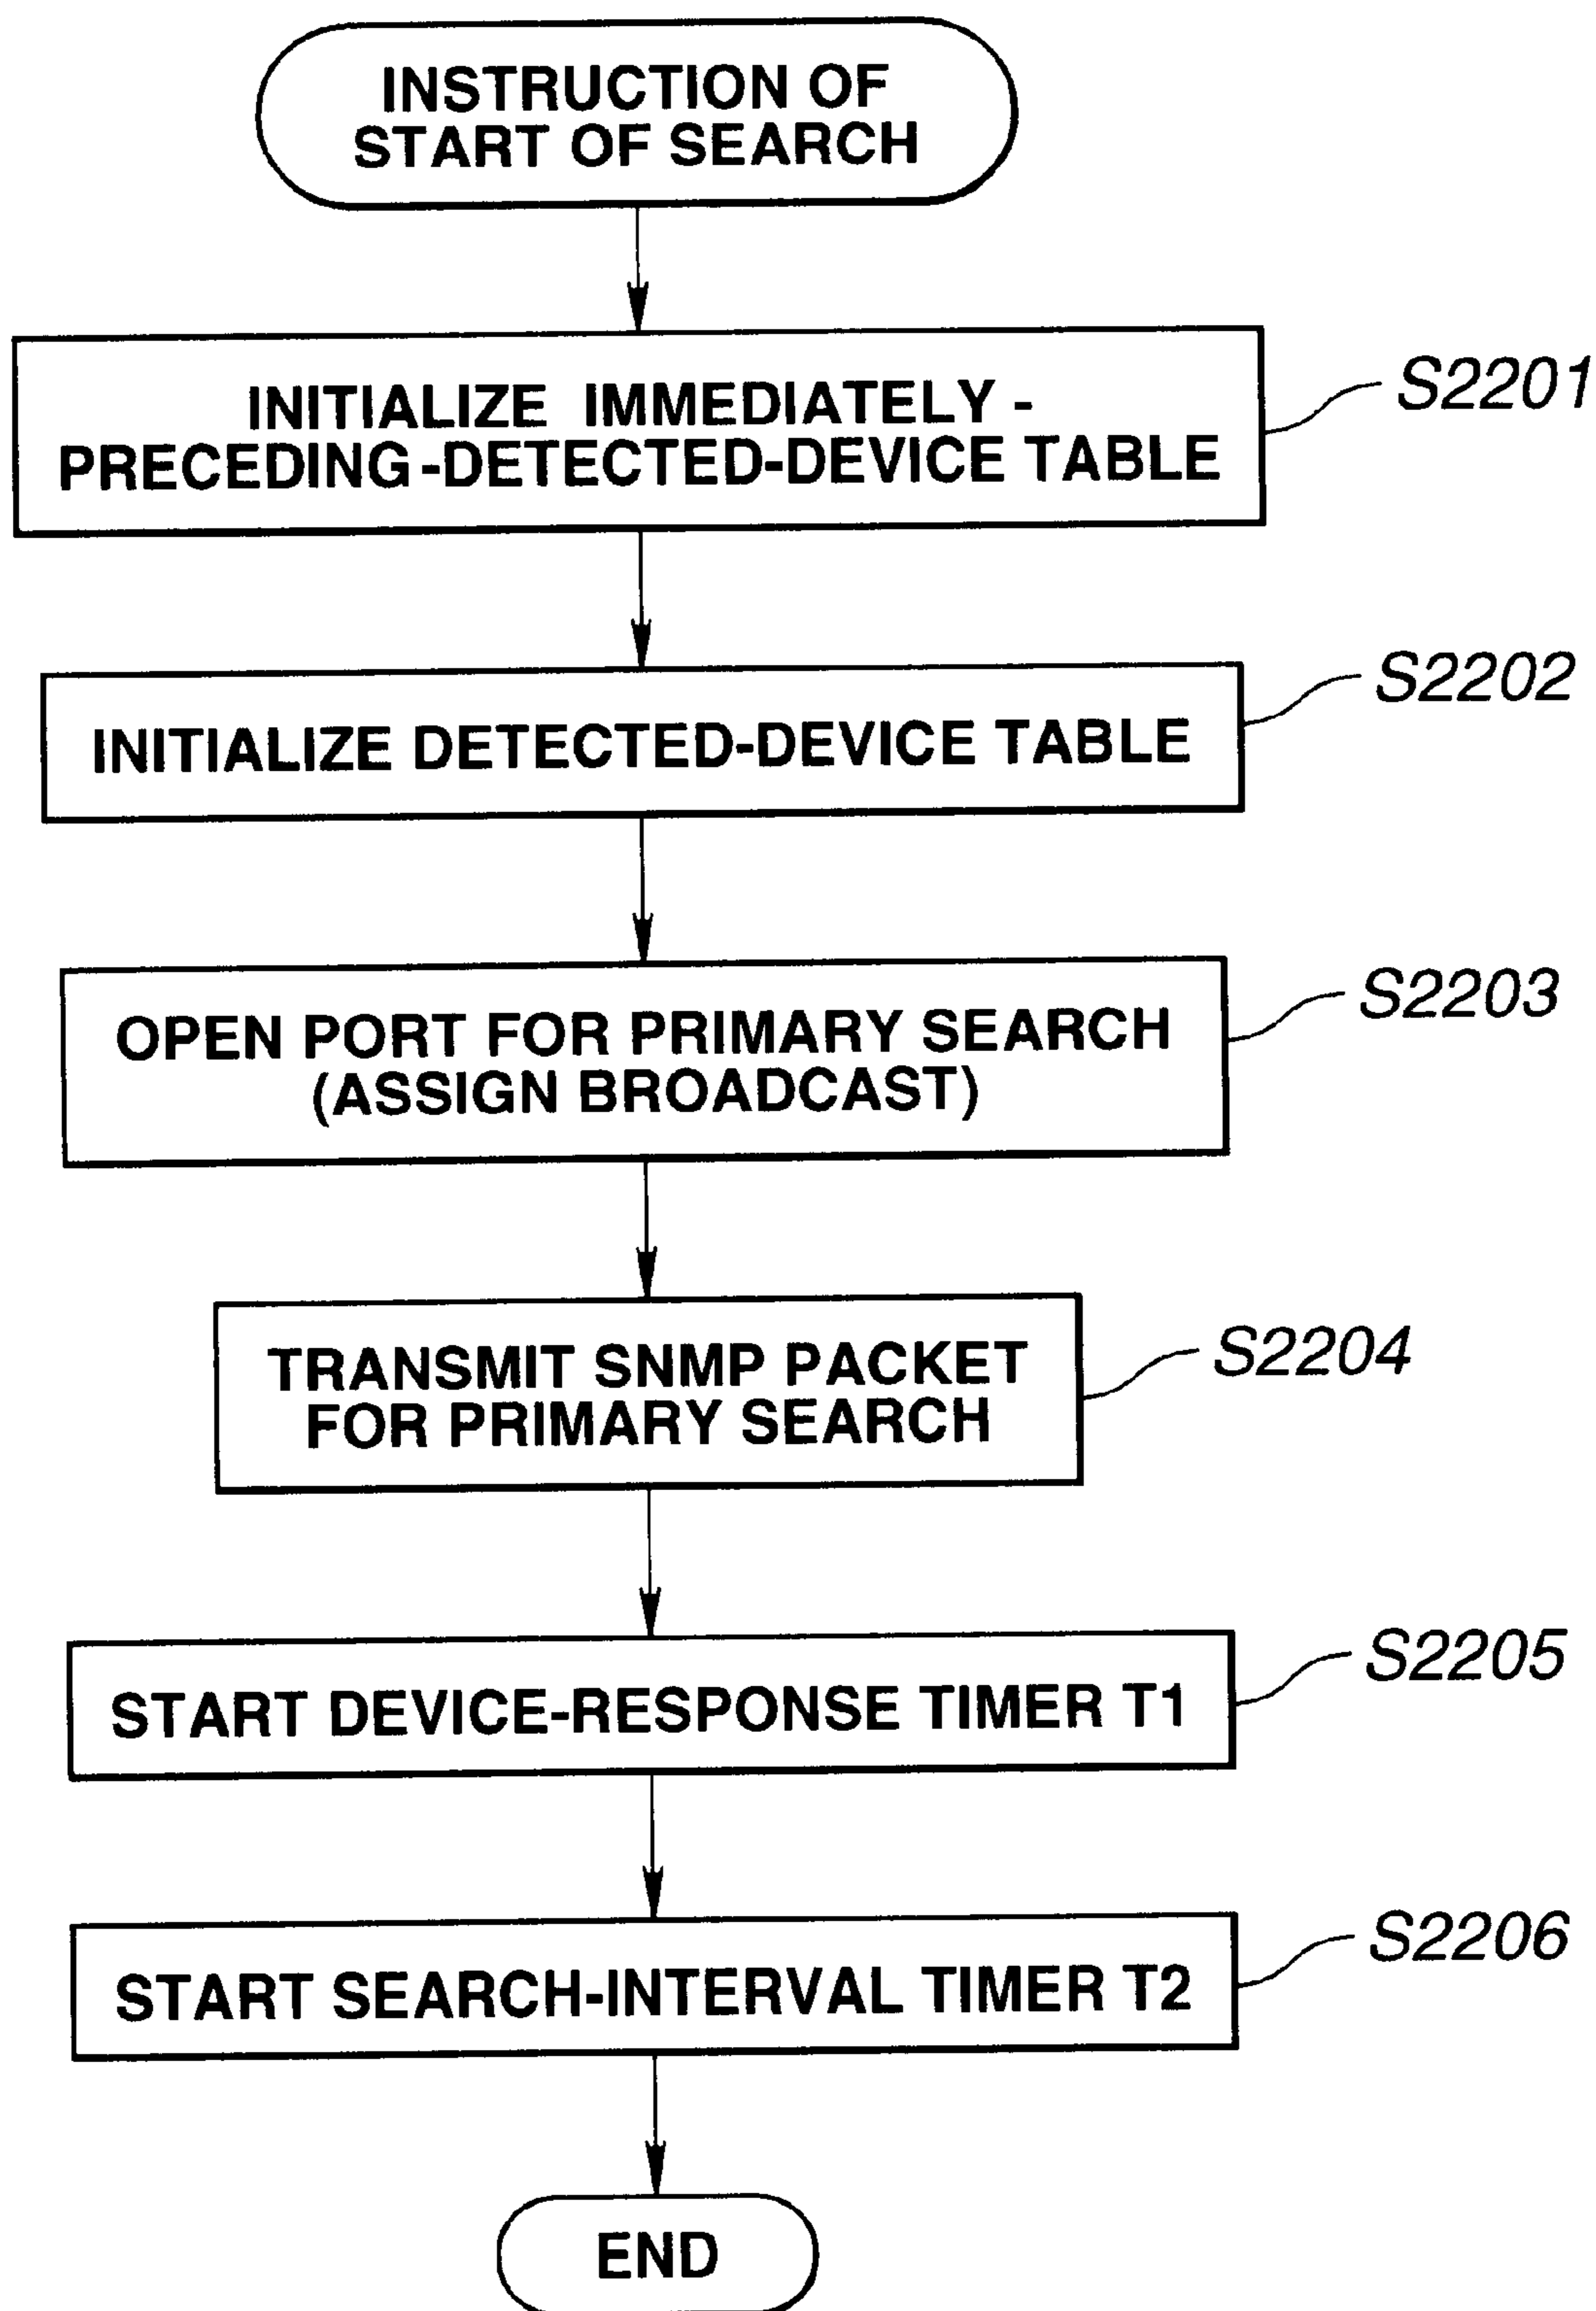 INSTRUCTION OF
START OF SEARCH
INITIALIZE IMMEDIATELY -
PRECEDING-DETECTED-DEVICE TABLE
S2201
INITIALIZE DETECTED-DEVICE TABLE
S2202
OPEN PORT FOR PRIMARY SEARCH
(ASSIGN BROADCAST)
S2203
TRANSMIT SNMP PACKET
FOR PRIMARY SEARCH
S2204
START DEVICE-RESPONSE TIMER T1
S2205
START SEARCH-INTERVAL TIMER T2
S2206
END